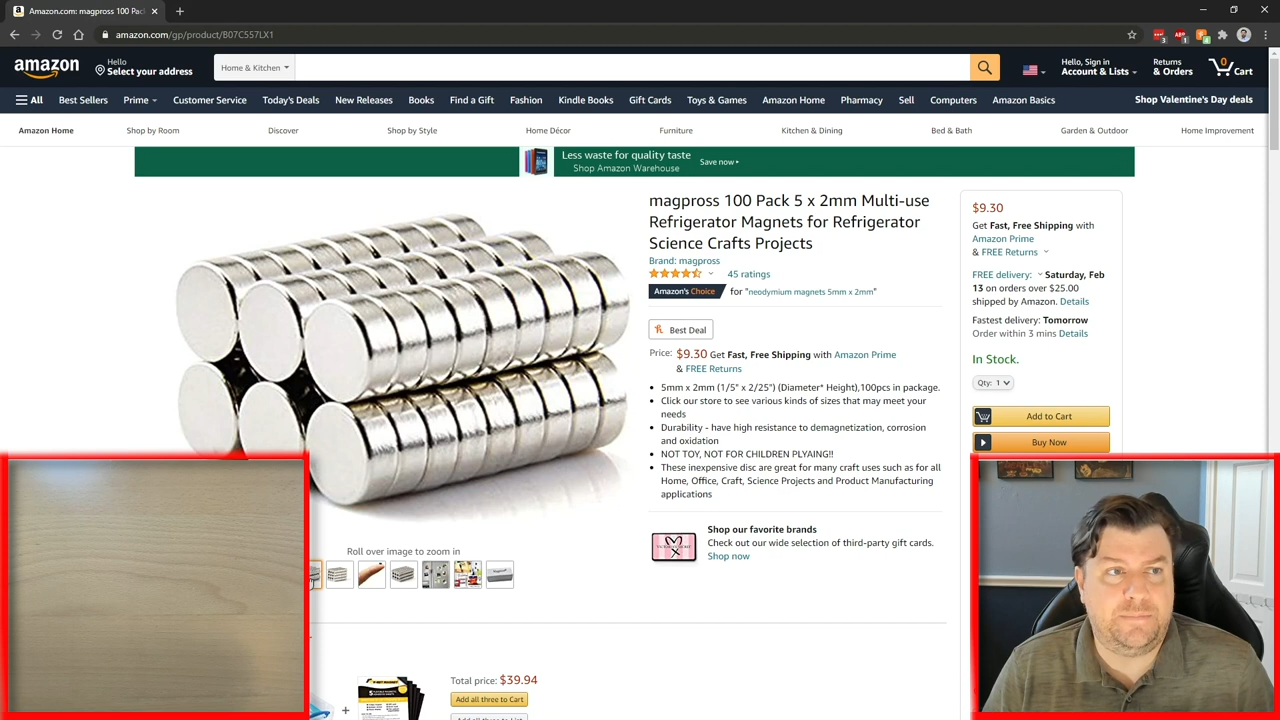 Amazon.com: magpross 100 Pack
amazon.com/gp/product/B07C557LX1
amazon
Hello
Select your address
Home & Kitchen
Hello, Sign in
Account & Lists
Returns
& Orders
0
Cart
All
Best Sellers
Prime
Customer Service
Today's Deals
New Releases
Books
Find a Gift
Fashion
Kindle Books
Gift Cards
Toys & Games
Amazon Home
Pharmacy
Sell
Computers
Amazon Basics
Shop Valentine's Day deals
Amazon Home
Shop by Room
Discover
Shop by Style
Home Décor
Furniture
Kitchen & Dining
Bed & Bath
Garden & Outdoor
Home Improvement
Less waste for quality taste
Shop Amazon Warehouse
Save now
magpross 100 Pack 5 x 2mm Multi-use
Refrigerator Magnets for Refrigerator
Science Crafts Projects
Brand: magpross
45 ratings
Amazon's Choice for "neodymium magnets 5mm x 2mm"
Best Deal
Price: $9.30 Get Fast, Free Shipping with Amazon Prime
& FREE Returns
5mm x 2mm (1/5" x 2/25") (Diameter* Height),100pcs in package.
Click our store to see various kinds of sizes that may meet your
needs
Durability - have high resistance to demagnetization, corrosion
and oxidation
NOT TOY, NOT FOR CHILDREN PLYAING!!
These inexpensive disc are great for many craft uses such as for all
Home, Office, Craft, Science Projects and Product Manufacturing
applications
Shop our favorite brands
Check out our wide selection of third-party gift cards.
Shop now
$9.30
Get Fast, Free Shipping with
Amazon Prime
& FREE Returns
FREE delivery: Saturday, Feb
13 on orders over $25.00
shipped by Amazon. Details
Fastest delivery: Tomorrow
Order within 3 mins Details
In Stock.
Qty: 1
Add to Cart
Buy Now
Roll over image to zoom in
Total price: $39.94
Add all three to Cart
Add all three to List